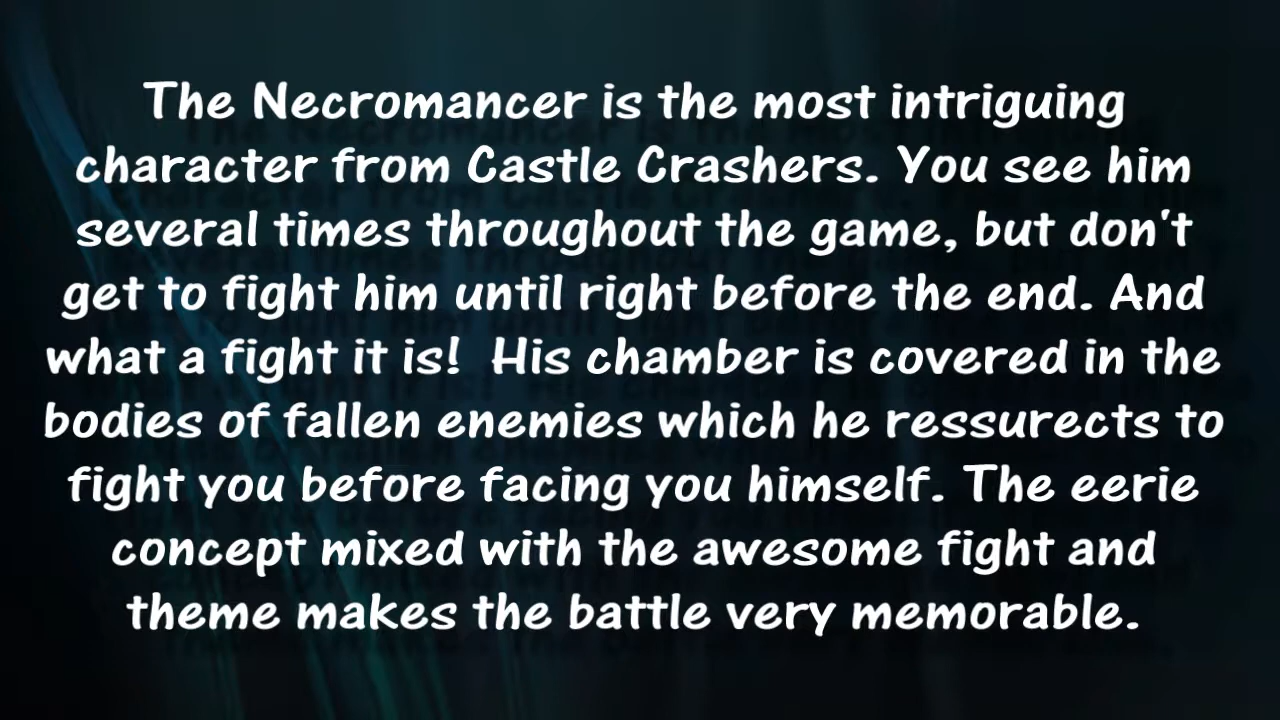 The Necromancer is the most intriguing
character from Castle Crashers. You see him
several times throughout the game, but don't
get to fight him until right before the end. And
what a fight it is!  His chamber is covered in the
bodies of fallen enemies which he ressurects to
fight you before facing you himself. The eerie
concept mixed with the awesome fight and
theme makes the battle very memorable.